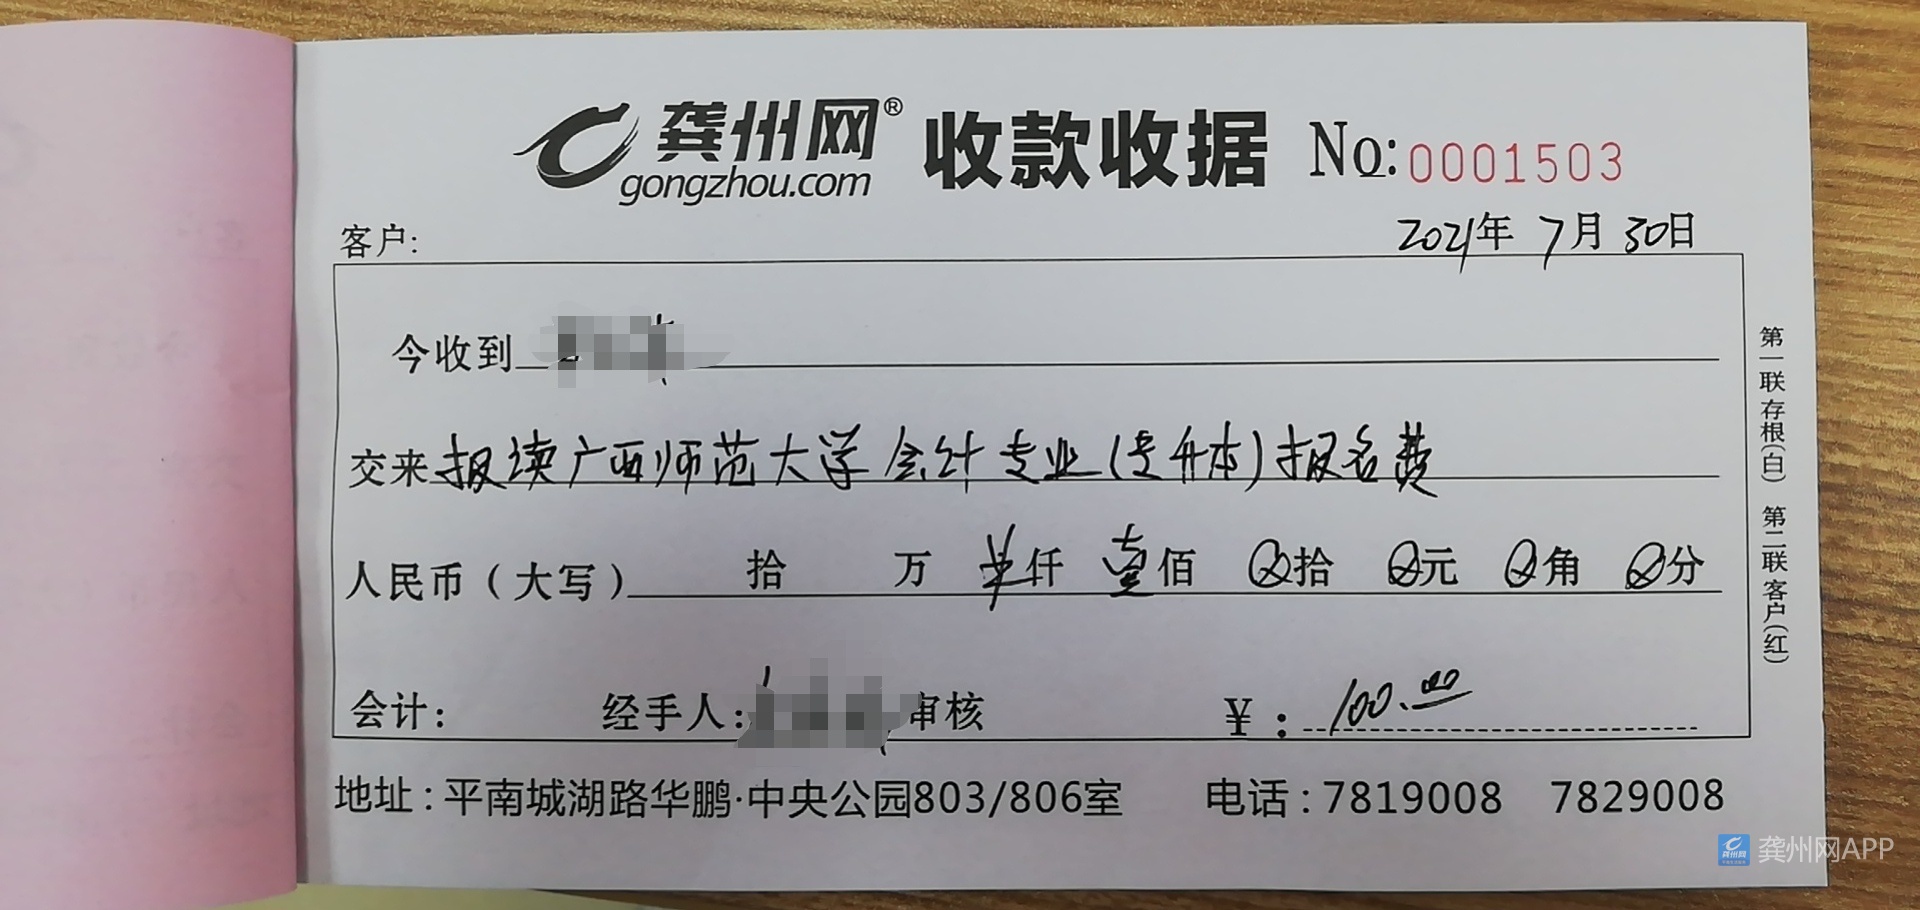 龚州网® 收款收据 No:0001503
gongzhou.com
客户: 2021年 7月 30日
今收到
交来报读广西师范大学会计专业(专升本)报名费
人民币(大写) 拾 万 仟 壹佰 拾 元 角 分
会计: 经手人: 审核 ¥:100.00
地址:平南城湖路华鹏·中央公园803/806室 电话:7819008 7829008
第一联存根(白) 第二联客户(红)
龚州网APP